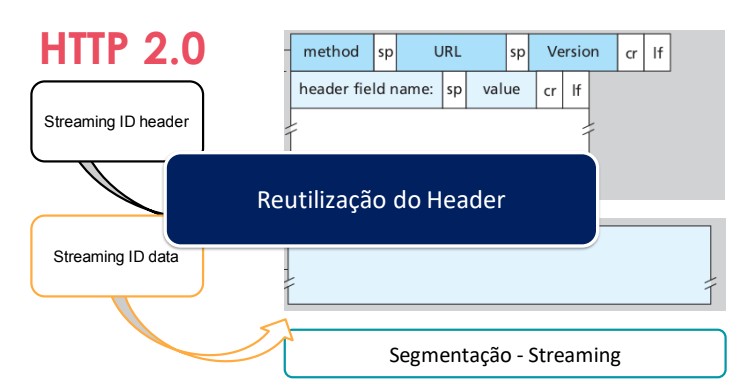 HTTP 2.0
method sp URL sp Version cr lf
header field name: sp value cr lf
Streaming ID header
Reutilização do Header
Streaming ID data
Segmentação - Streaming